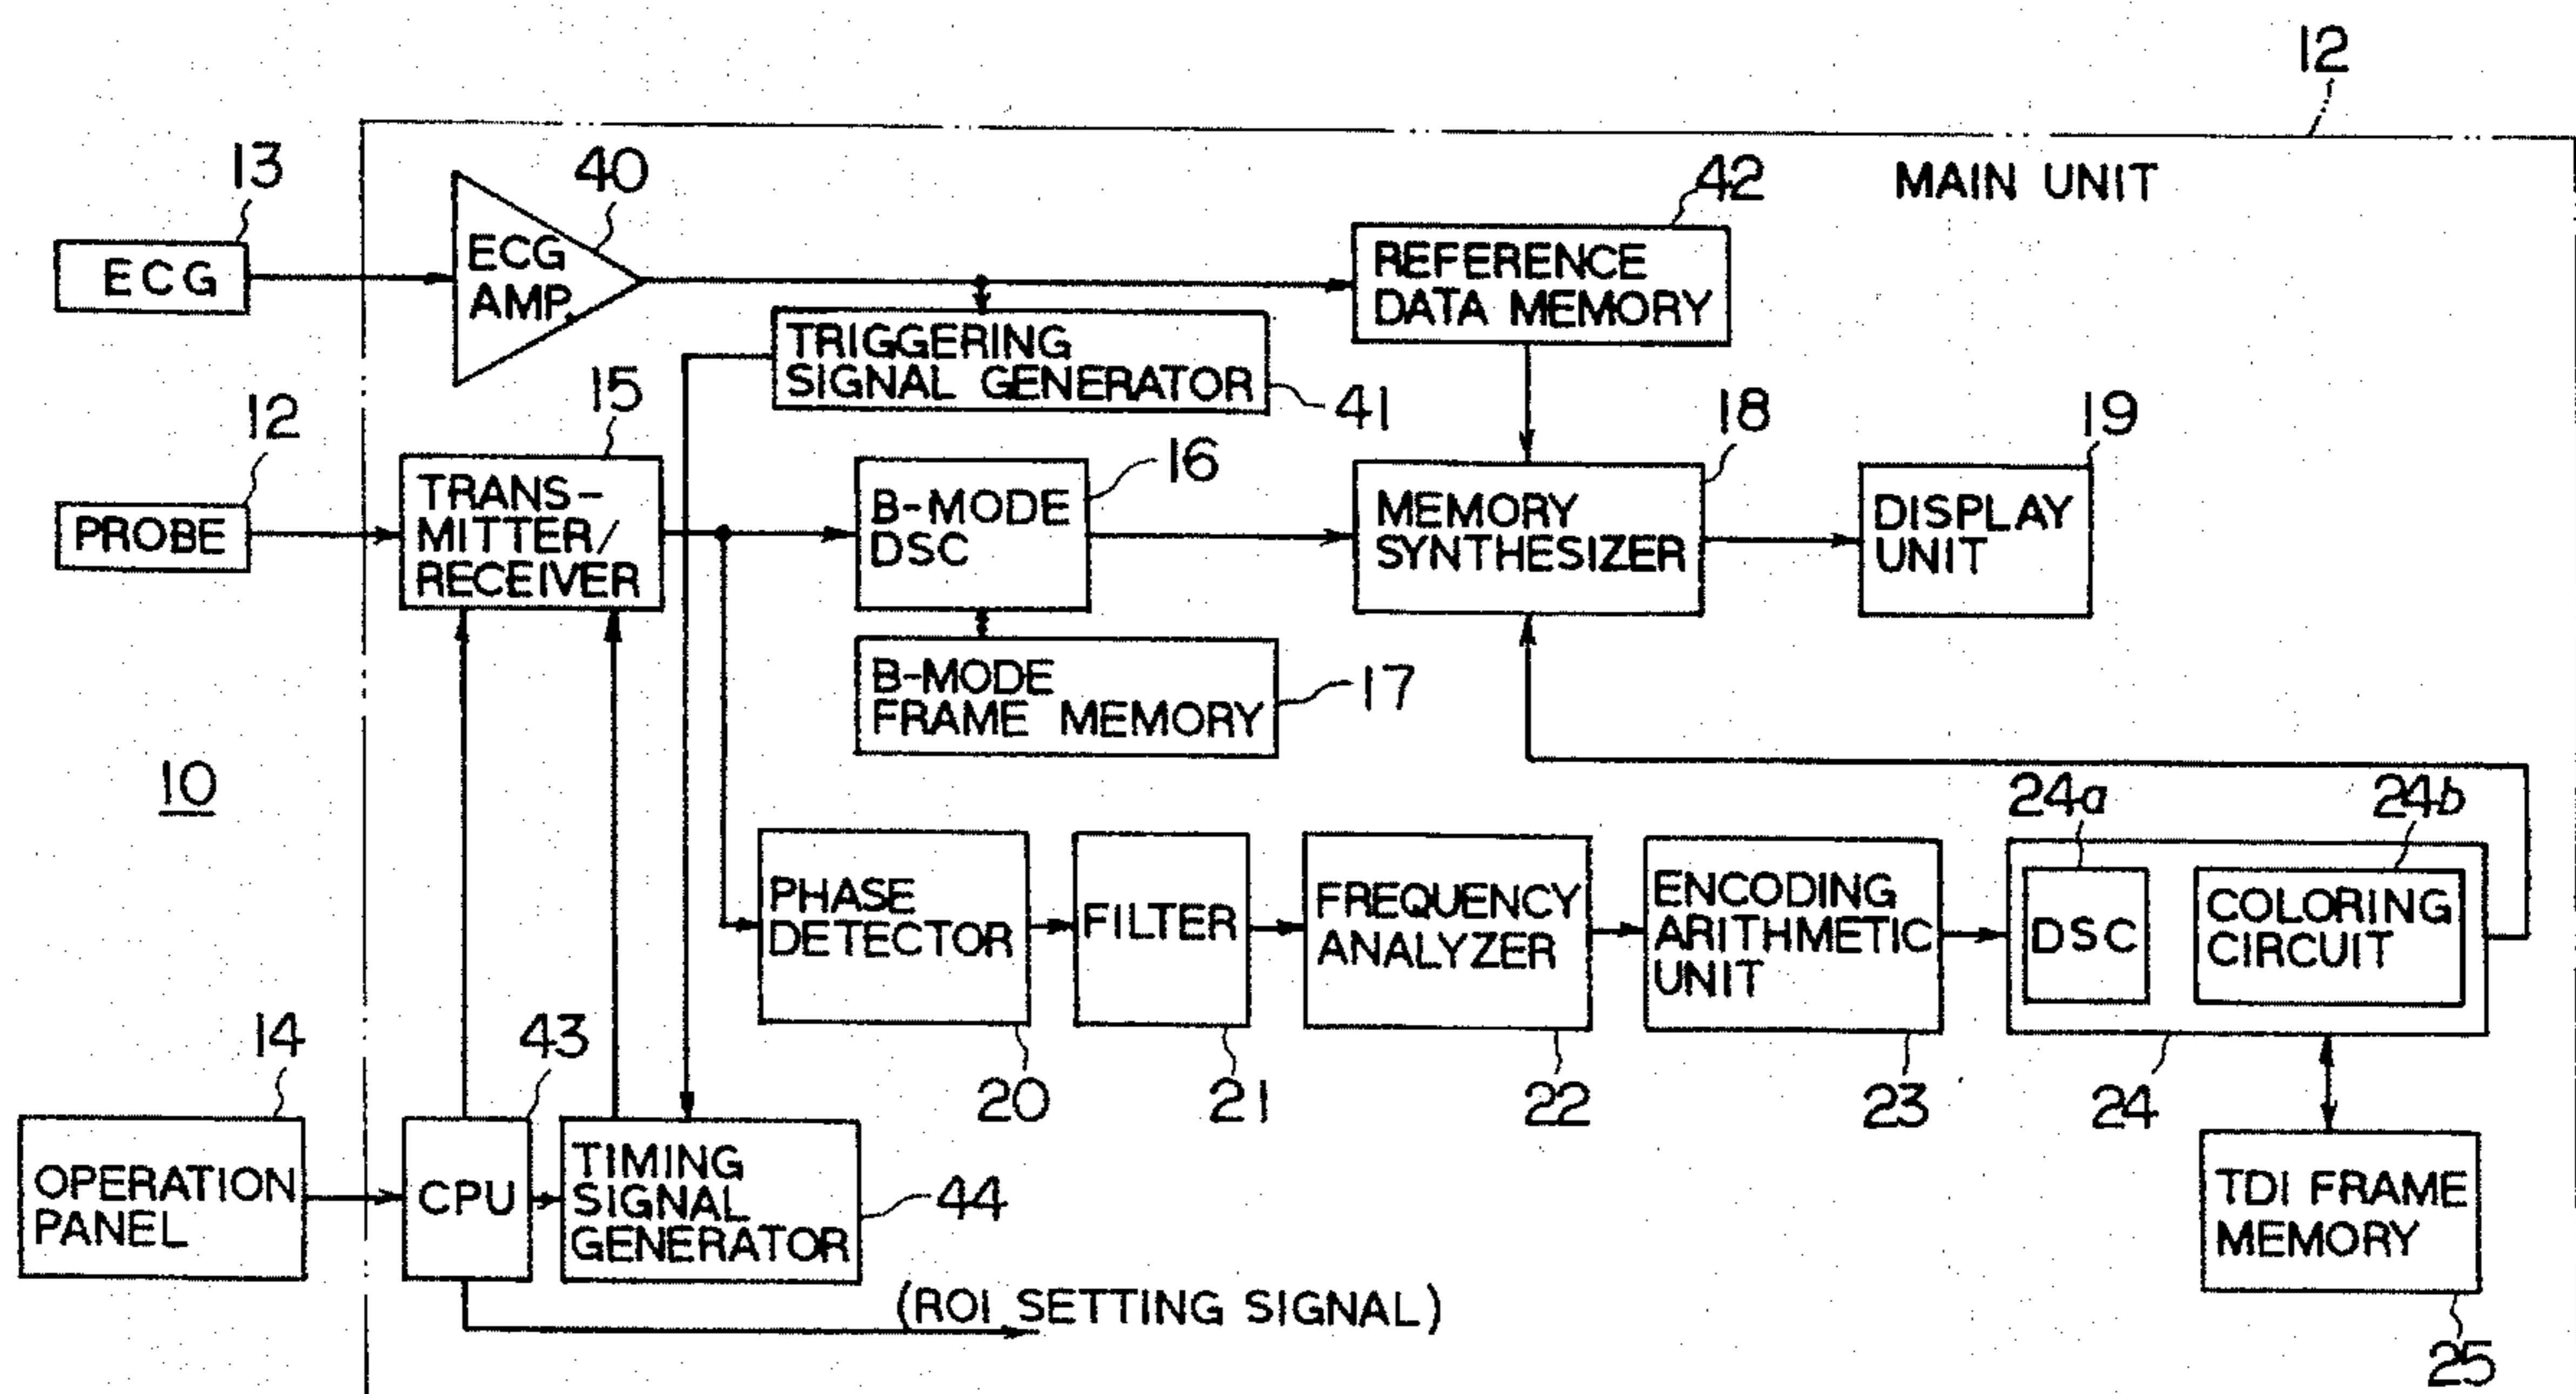 12
MAIN UNIT
13
ECG
40
ECG
AMP.
42
REFERENCE
DATA MEMORY
TRIGGERING
SIGNAL GENERATOR
41
12
PROBE
15
TRANS-
MITTER/
RECEIVER
16
B-MODE
DSC
18
MEMORY
SYNTHESIZER
19
DISPLAY
UNIT
B-MODE
FRAME MEMORY
17
10
PHASE
DETECTOR
20
FILTER
21
FREQUENCY
ANALYZER
22
ENCODING
ARITHMETIC
UNIT
23
24a
DSC
24b
COLORING
CIRCUIT
24
14
OPERATION
PANEL
43
CPU
TIMING
SIGNAL
GENERATOR
44
TDI FRAME
MEMORY
25
(ROI SETTING SIGNAL)